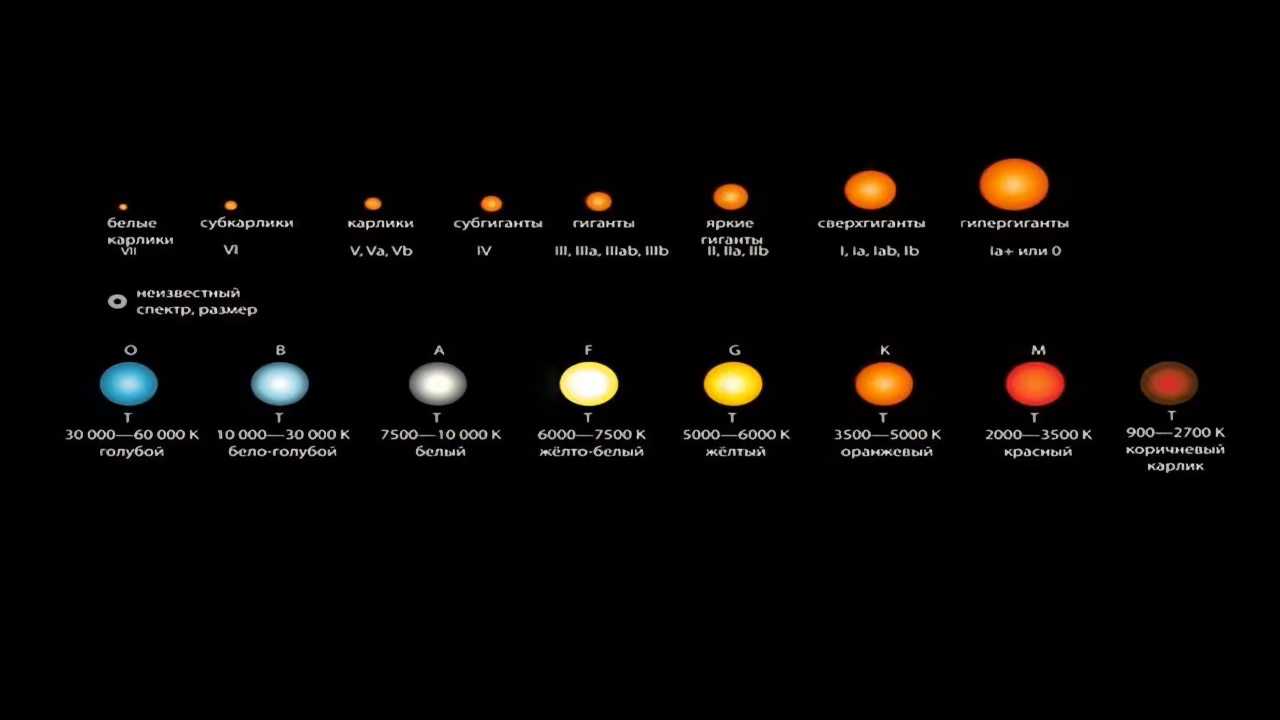 белые карлики
VII
субкарлики
VI
карлики
V, Va, Vb
субгиганты
IV
гиганты
III, IIIa, IIIab, IIIb
яркие
гиганты
II, IIa, IIb
сверхгиганты
I, Ia, Iab, Ib
гипергиганты
Ia+ или 0
неизвестный
спектр, размер
O
T
30 000—60 000 K
голубой
B
T
10 000—30 000 K
бело-голубой
A
T
7500—10 000 K
белый
F
T
6000—7500 K
жёлто-белый
G
T
5000—6000 K
жёлтый
K
T
3500—5000 K
оранжевый
M
T
2000—3500 K
красный
T
900—2700 K
коричневый
карлик